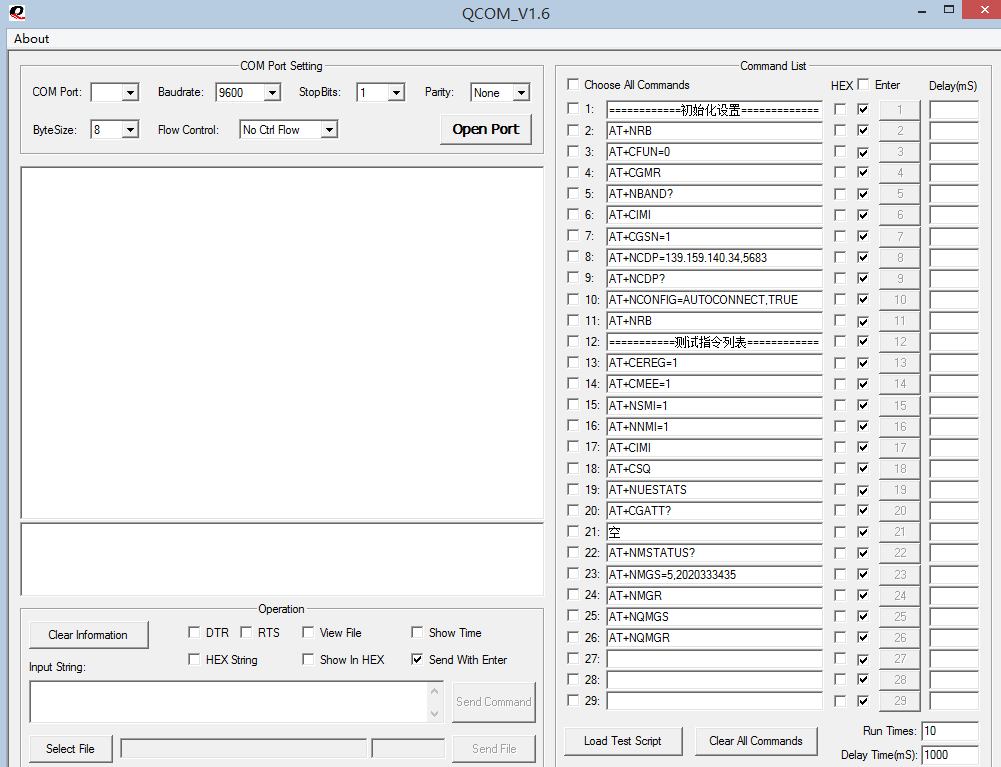 QCOM_V1.6
About
COM Port Setting
COM Port:
Baudrate: 9600
StopBits: 1
Parity: None
ByteSize: 8
Flow Control: No Ctrl Flow
Open Port
Operation
Clear Information
DTR
RTS
View File
Show Time
HEX String
Show In HEX
Send With Enter
Input String:
Send Command
Select File
Send File
Command List
Choose All Commands HEX Enter Delay(mS)
1: ============初始化设置============= 1
2: AT+NRB 2
3: AT+CFUN=0 3
4: AT+CGMR 4
5: AT+NBAND? 5
6: AT+CIMI 6
7: AT+CGSN=1 7
8: AT+NCDP=139.159.140.34,5683 8
9: AT+NCDP? 9
10: AT+NCONFIG=AUTOCONNECT,TRUE 10
11: AT+NRB 11
12: ===========测试指令列表============ 12
13: AT+CEREG=1 13
14: AT+CMEE=1 14
15: AT+NSMI=1 15
16: AT+NNMI=1 16
17: AT+CIMI 17
18: AT+CSQ 18
19: AT+NUESTATS 19
20: AT+CGATT? 20
21: 空 21
22: AT+NMSTATUS? 22
23: AT+NMGS=5,2020333435 23
24: AT+NMGR 24
25: AT+NQMGS 25
26: AT+NQMGR 26
27: 27
28: 28
29: 29
Load Test Script
Clear All Commands
Run Times: 10
Delay Time(mS): 1000